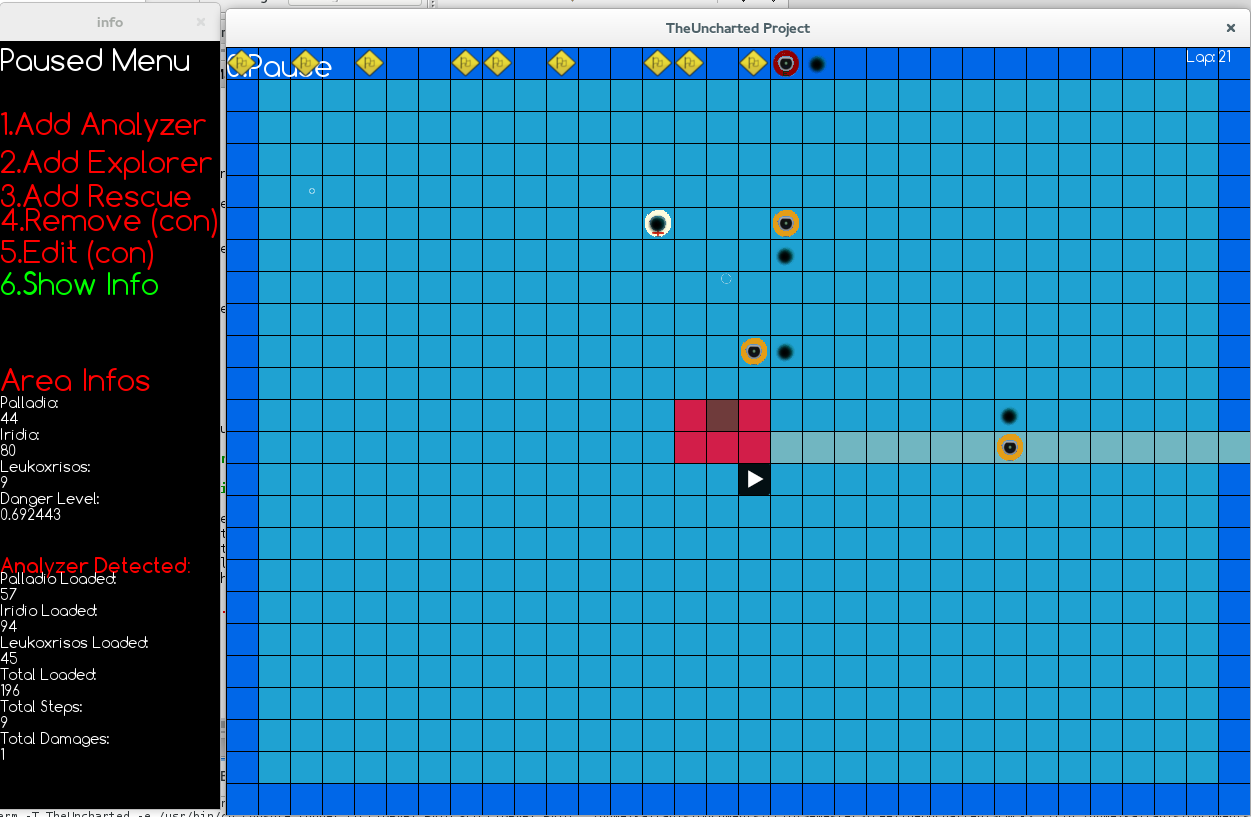 info
Paused Menu
1.Add Analyzer
2.Add Explorer
3.Add Rescue
4.Remove (con)
5.Edit (con)
6.Show Info
Area Infos
Palladia:
44
Iridia:
80
Leukoxrisos:
9
Danger Level:
0.692443
Analyzer Detected:
Palladio Loaded:
57
Iridio Loaded:
94
Leukoxrisos Loaded:
45
Total Loaded:
196
Total Steps:
9
Total Damages:
1
TheUncharted Project
Pause
Lap: 21